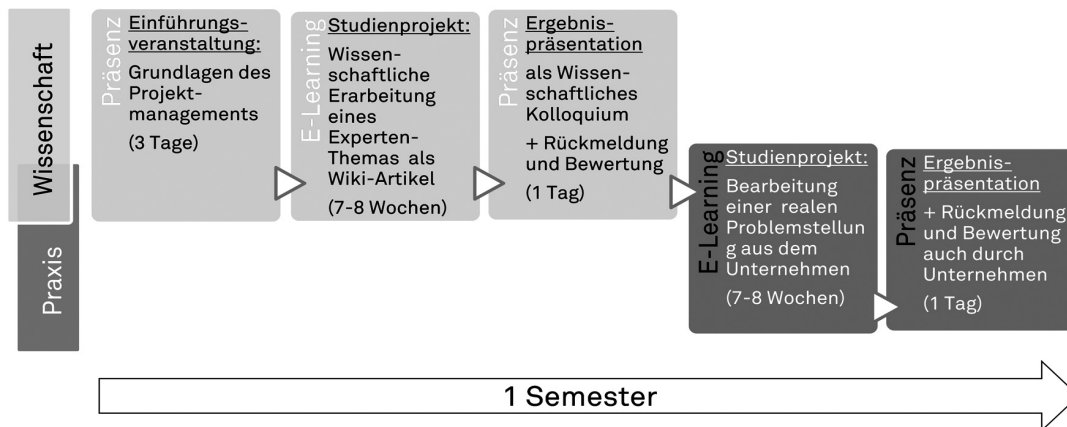 Wissenschaft
Praxis
Präsenz
Einführungs-
veranstaltung:
Grundlagen des
Projekt-
managements
(3 Tage)
E-Learning
Studienprojekt:
Wissen-
schaftliche
Erarbeitung
eines
Experten-
Themas als
Wiki-Artikel
(7-8 Wochen)
Präsenz
Ergebnis-
präsentation
als Wissen-
schaftliches
Kolloquium
+ Rückmeldung
und Bewertung
(1 Tag)
E-Learning
Studienprojekt:
Bearbeitung
einer realen
Problemstellun
g aus dem
Unternehmen
(7-8 Wochen)
Präsenz
Ergebnis-
präsentation
+ Rückmeldung
und Bewertung
auch durch
Unternehmen
(1 Tag)
1 Semester